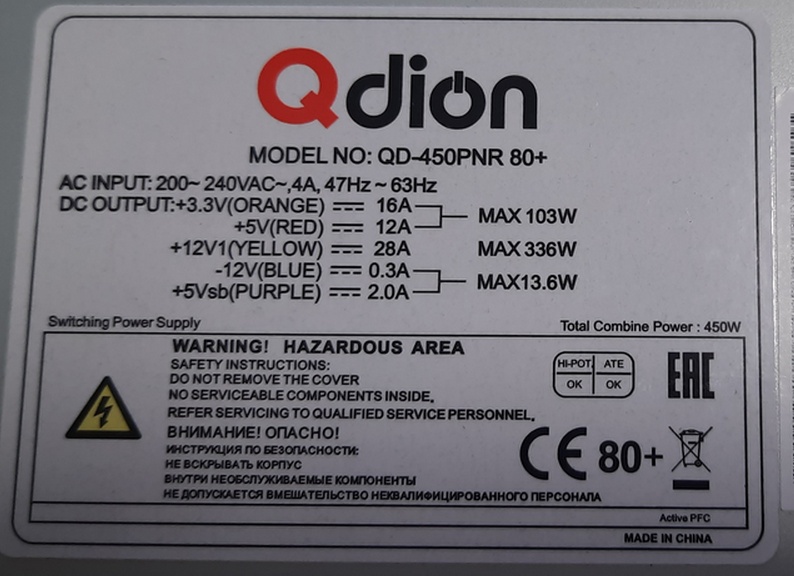 Qdion
MODEL NO: QD-450PNR 80+
AC INPUT: 200~ 240VAC~,4A, 47Hz ~ 63Hz
DC OUTPUT:+3.3V(ORANGE) 16A MAX 103W
+5V(RED) 12A
+12V1(YELLOW) 28A MAX 336W
-12V(BLUE) 0.3A MAX13.6W
+5Vsb(PURPLE) 2.0A
Switching Power Supply Total Combine Power : 450W
WARNING! HAZARDOUS AREA
SAFETY INSTRUCTIONS:
DO NOT REMOVE THE COVER
NO SERVICEABLE COMPONENTS INSIDE.
REFER SERVICING TO QUALIFIED SERVICE PERSONNEL.
ВНИМАНИЕ! ОПАСНО!
ИНСТРУКЦИЯ ПО БЕЗОПАСНОСТИ:
НЕ ВСКРЫВАТЬ КОРПУС
ВНУТРИ НЕОБСЛУЖИВАЕМЫЕ КОМПОНЕНТЫ
НЕ ДОПУСКАЕТСЯ ВМЕШАТЕЛЬСТВО НЕКВАЛИФИЦИРОВАННОГО ПЕРСОНАЛА
HI-POT ATE
OK OK
EAC
CE 80+
Active PFC
MADE IN CHINA